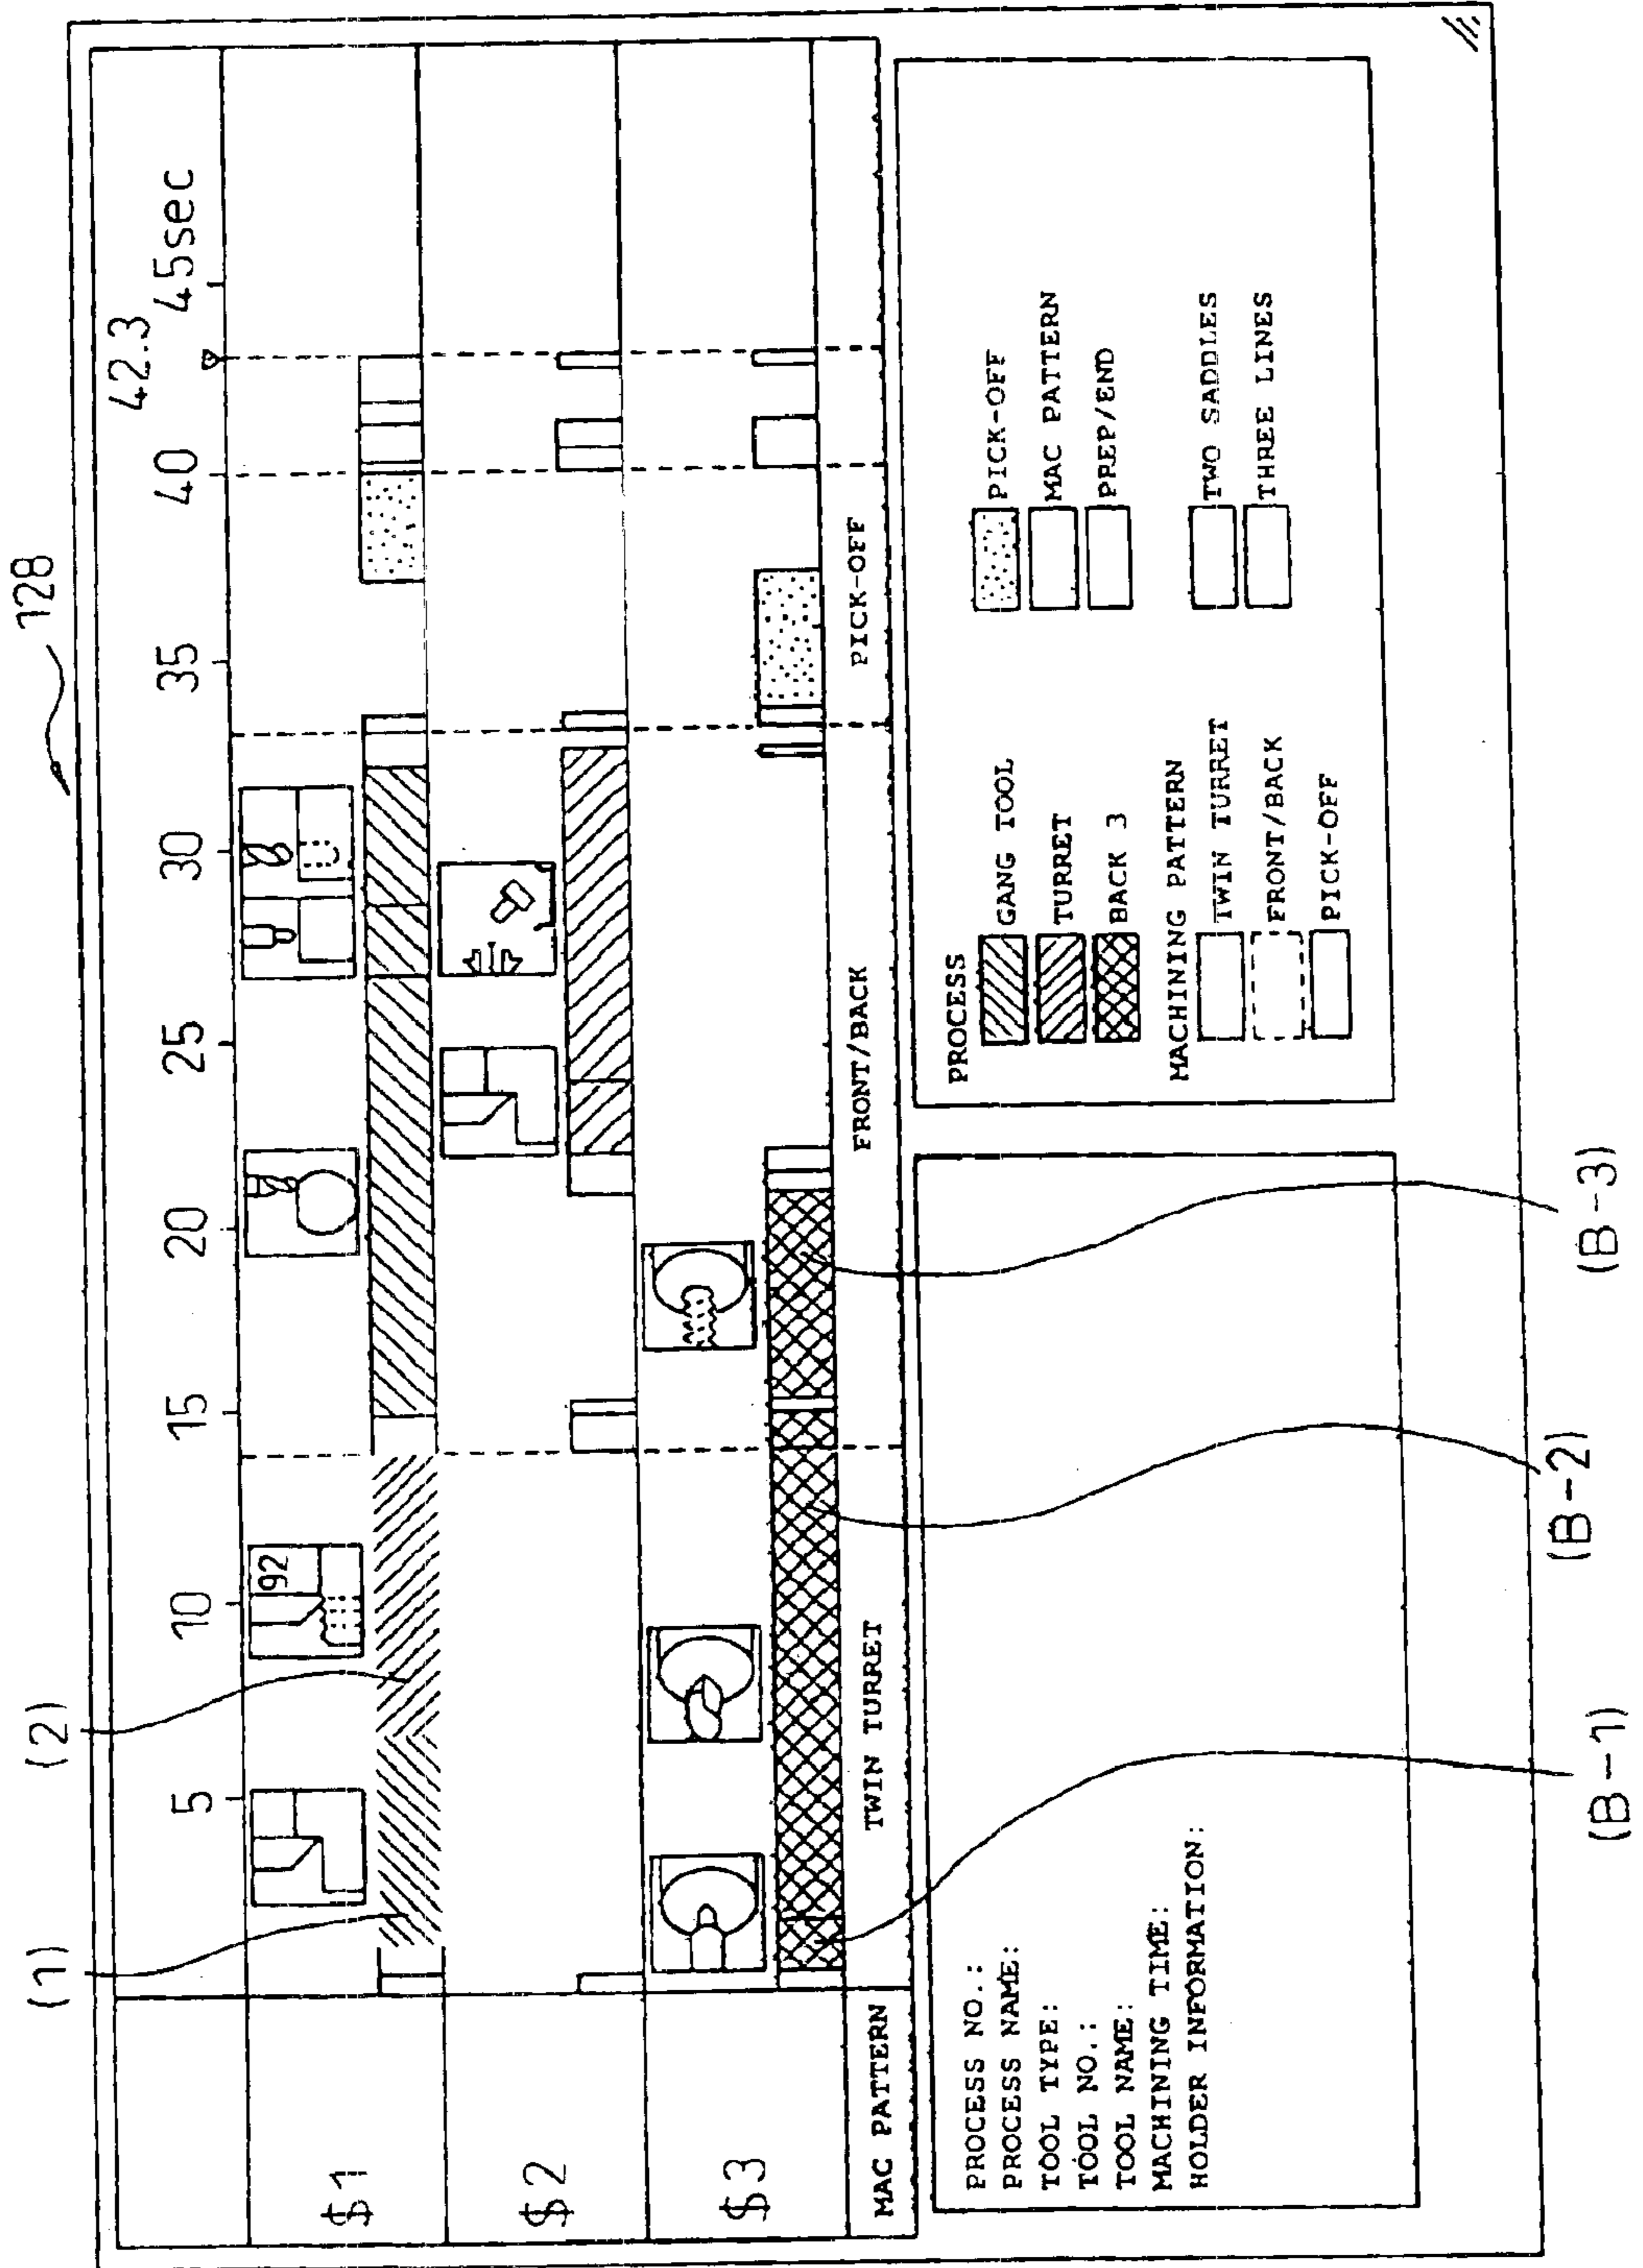 128
42.3
5 10 15 20 25 30 35 40 45sec
(1)
(2)
$1
92
$2
$3
MAC PATTERN
TWIN TURRET
FRONT/BACK
PICK-OFF
PROCESS NO.:
PROCESS NAME:
TOOL TYPE:
TOOL NO.:
TOOL NAME:
MACHINING TIME:
HOLDER INFORMATION:
PROCESS
GANG TOOL
TURRET
BACK 3
PICK-OFF
MAC PATTERN
PREP/END
MACHINING PATTERN
TWIN TURRET
FRONT/BACK
PICK-OFF
TWO SADDLES
THREE LINES
(B-1)
(B-2)
(B-3)